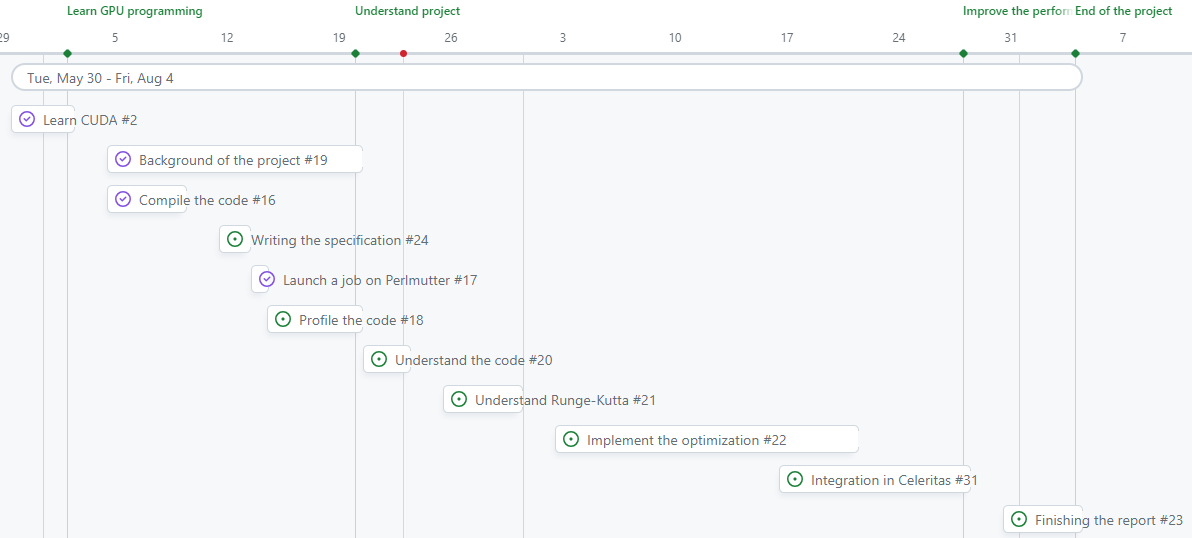 Learn GPU programming
Understand project
Improve the perfom
End of the project
29 5 12 19 26 3 10 17 24 31 7
Tue, May 30 - Fri, Aug 4
Learn CUDA #2
Background of the project #19
Compile the code #16
Writing the specification #24
Launch a job on Perlmutter #17
Profile the code #18
Understand the code #20
Understand Runge-Kutta #21
Implement the optimization #22
Integration in Celeritas #31
Finishing the report #23